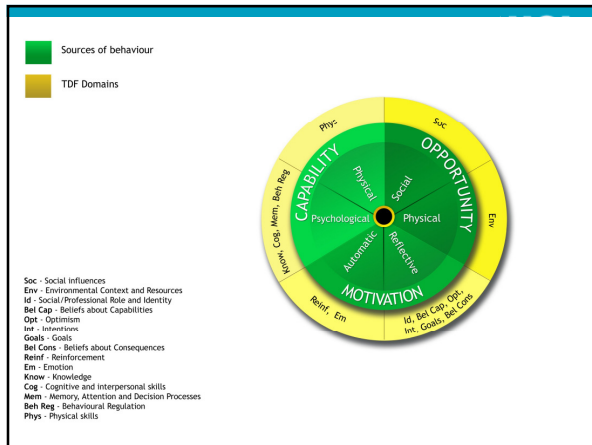 Sources of behaviour
TDF Domains
Phys
Soc
CAPABILITY
OPPORTUNITY
Physical
Social
Know, Cog, Mem, Beh Reg
Psychological
Physical
Env
Automatic
Reflective
MOTIVATION
Reinf, Em
Id, Bel Cap, Opt,
Int, Goals, Bel Cons
Soc - Social influences
Env - Environmental Context and Resources
Id - Social/Professional Role and Identity
Bel Cap - Beliefs about Capabilities
Opt - Optimism
Int - Intentions
Goals - Goals
Bel Cons - Beliefs about Consequences
Reinf - Reinforcement
Em - Emotion
Know - Knowledge
Cog - Cognitive and interpersonal skills
Mem - Memory, Attention and Decision Processes
Beh Reg - Behavioural Regulation
Phys - Physical skills